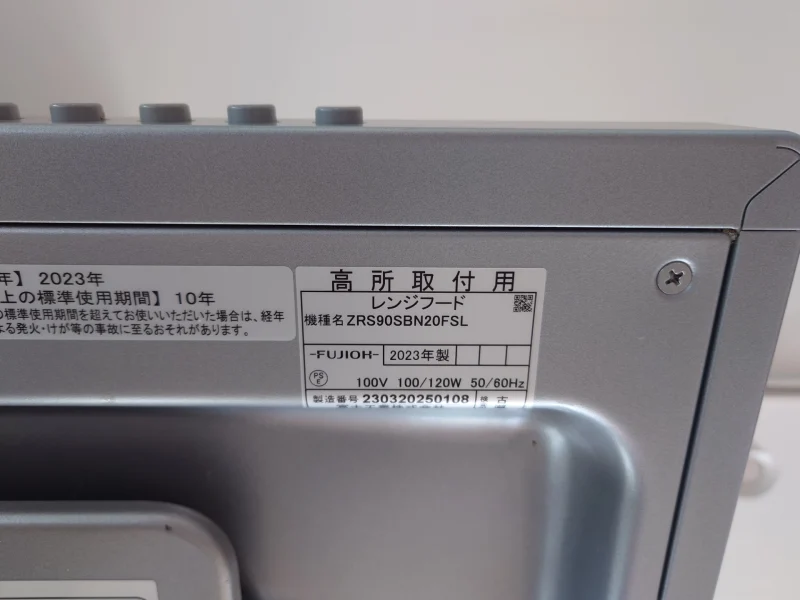 年】 2023年
上の標準使用期間】 10年
標準使用期間を超えてお使いいただいた場合は、経年
よる発火・けが等の事故に至るおそれがあります。
高所取付用
レンジフード
機種名 ZRS90SBN20FSL
-FUJIOH- 2023年製
PS E 100V 100/120W 50/60Hz
製造番号 230320250108